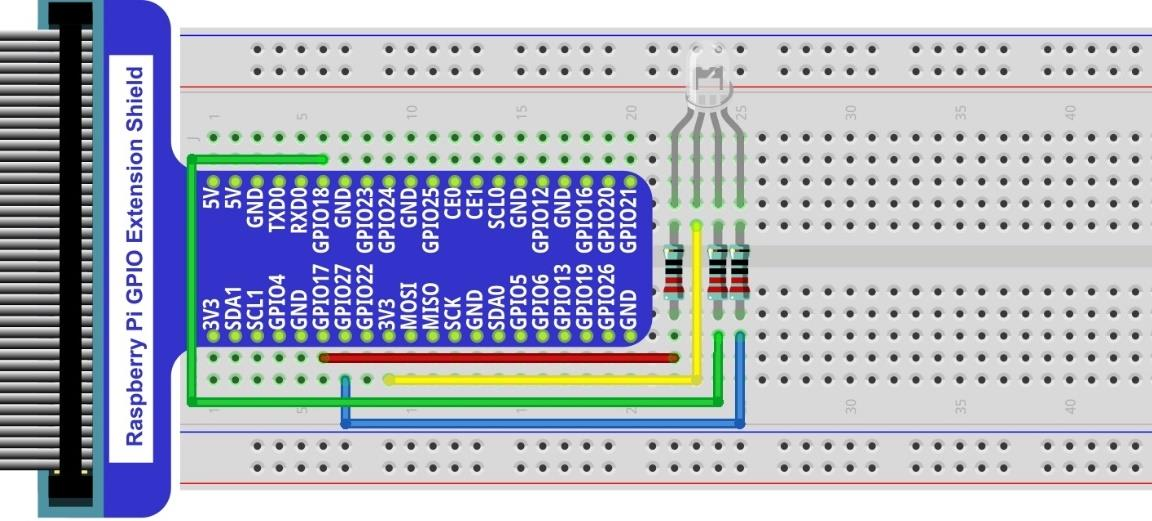 Raspberry Pi GPIO Extension Shield
J
1
5
10
15
20
25
30
35
40
5V
5V
GND
TXD0
RXD0
GPIO18
GND
GPIO23
GPIO24
GND
GPIO25
CE0
CE1
SCL0
GND
GPIO12
GND
GPIO16
GPIO20
GPIO21
3V3
SDA1
SCL1
GPIO4
GND
GPIO17
GPIO27
GPIO22
3V3
MOSI
MISO
SCK
GND
SDA0
GPIO5
GPIO6
GPIO13
GPIO19
GPIO26
GND
30
35
40